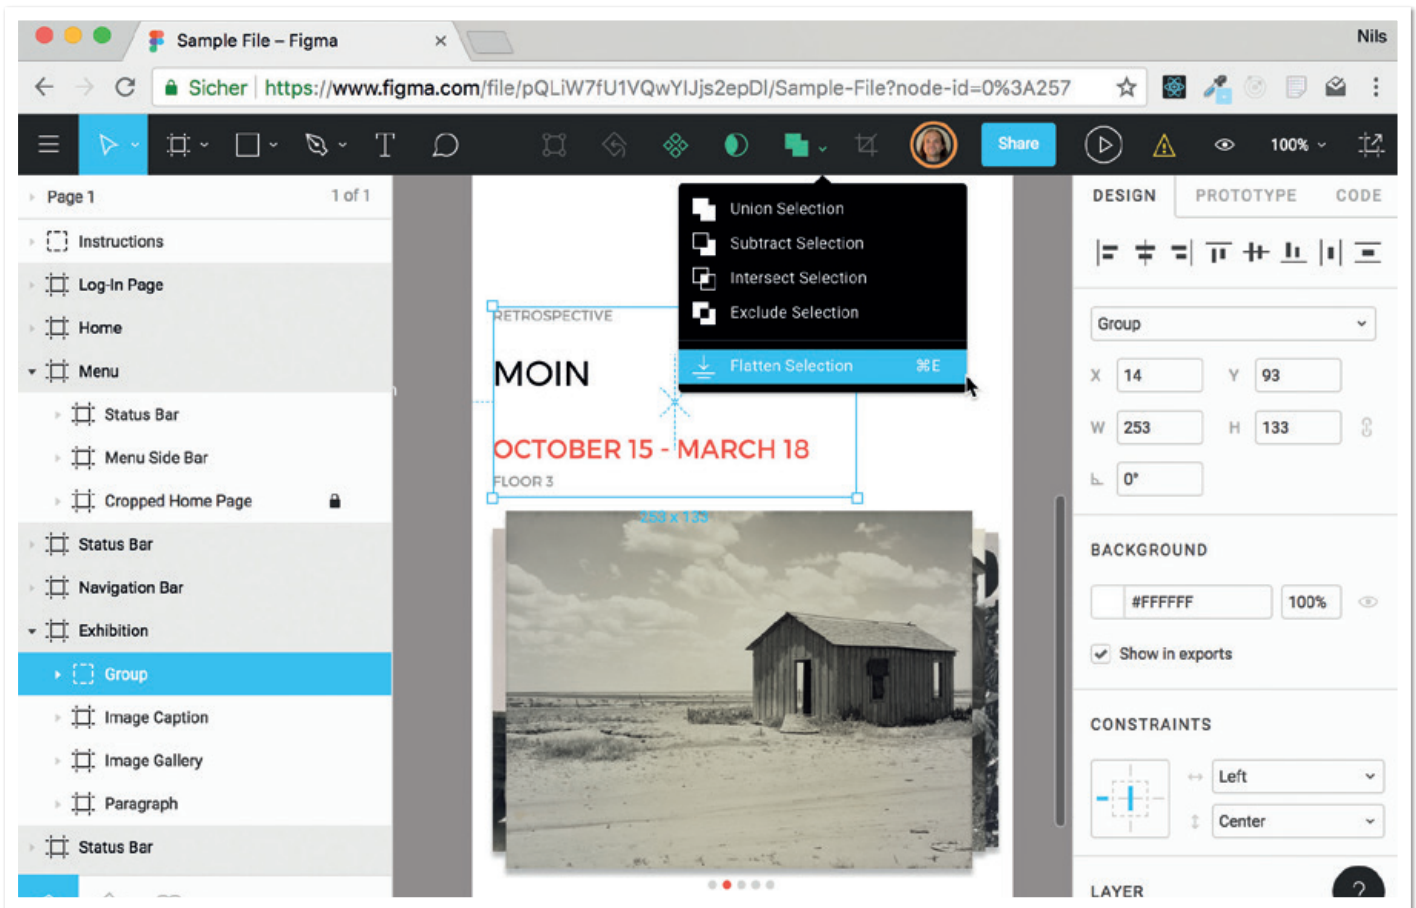 Sample File – Figma
Nils
Sicher https://www.figma.com/file/pQLiW7fU1VQwYIJjs2epDl/Sample-File?node-id=0%3A257
Share
100%
Page 1
1 of 1
Instructions
Log-In Page
Home
Menu
Status Bar
Menu Side Bar
Cropped Home Page
Status Bar
Navigation Bar
Exhibition
Group
Image Caption
Image Gallery
Paragraph
Status Bar
Union Selection
Subtract Selection
Intersect Selection
Exclude Selection
Flatten Selection ⌘E
RETROSPECTIVE
MOIN
OCTOBER 15 - MARCH 18
FLOOR 3
253 x 133
DESIGN PROTOTYPE CODE
Group
X 14 Y 93
W 253 H 133
0°
BACKGROUND
#FFFFFF 100%
Show in exports
CONSTRAINTS
Left
Center
LAYER
?